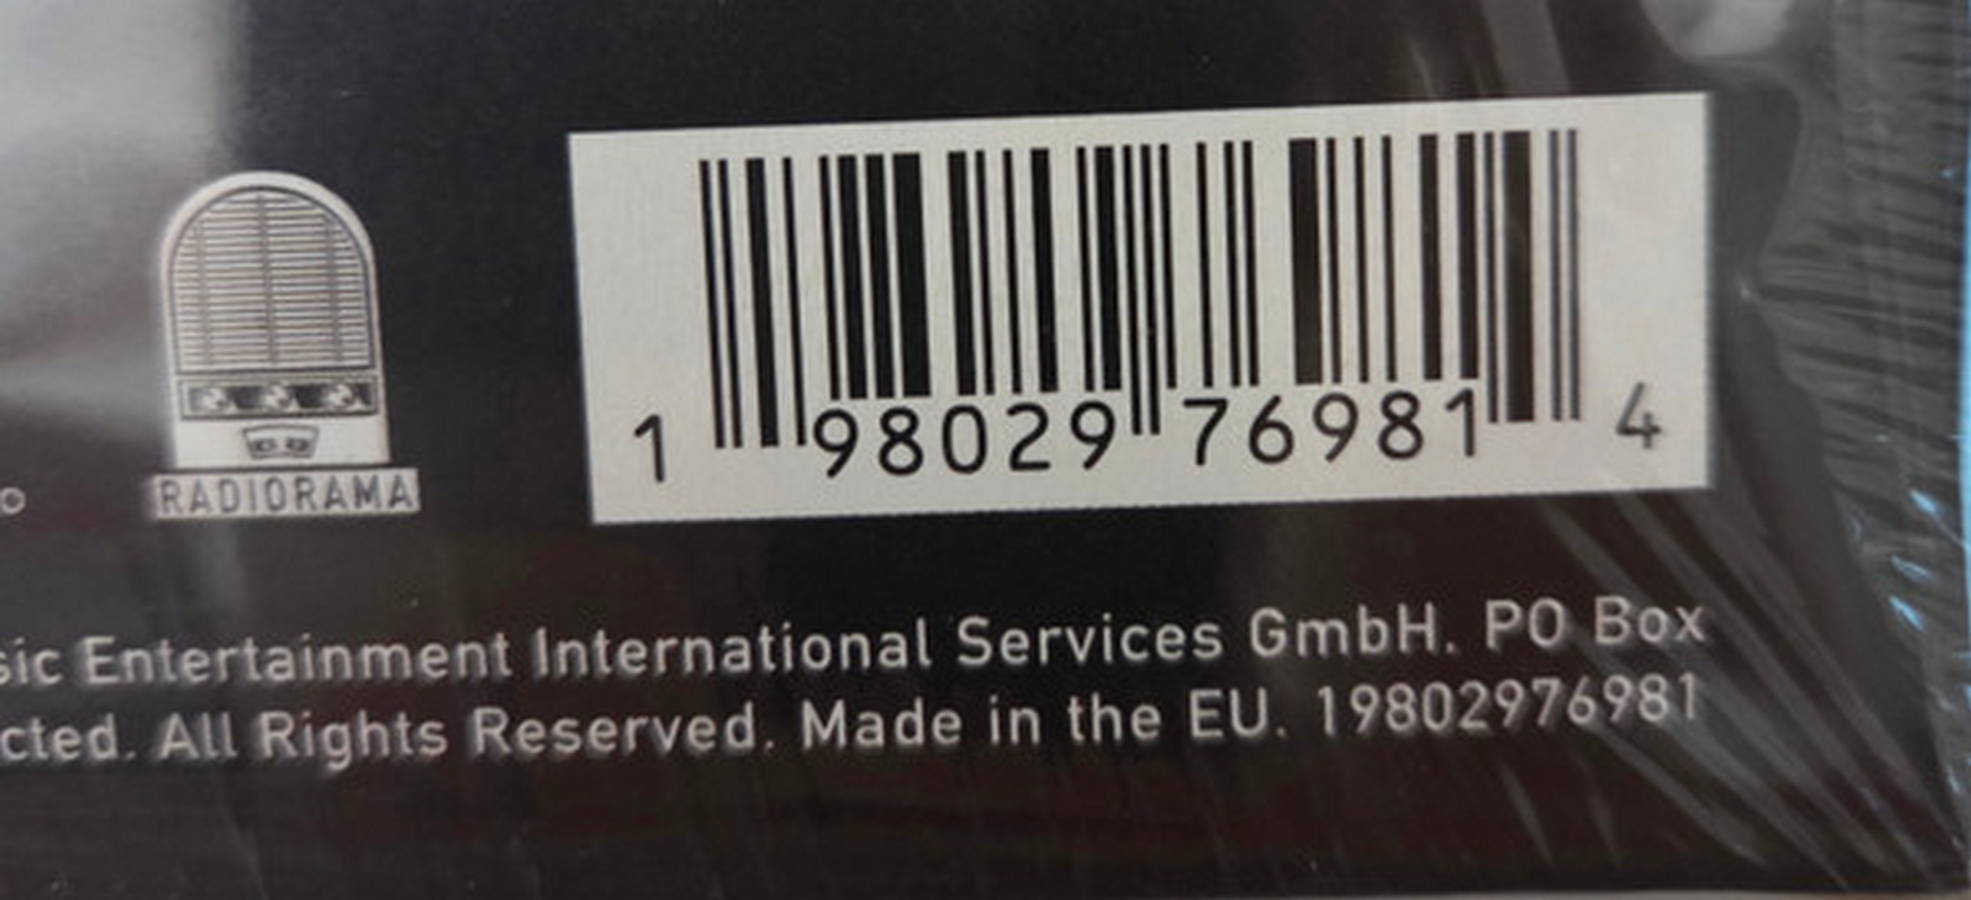 1 98029 76981 4
RADIORAMA
sic Entertainment International Services GmbH. PO Box
cted. All Rights Reserved. Made in the EU. 19802976981